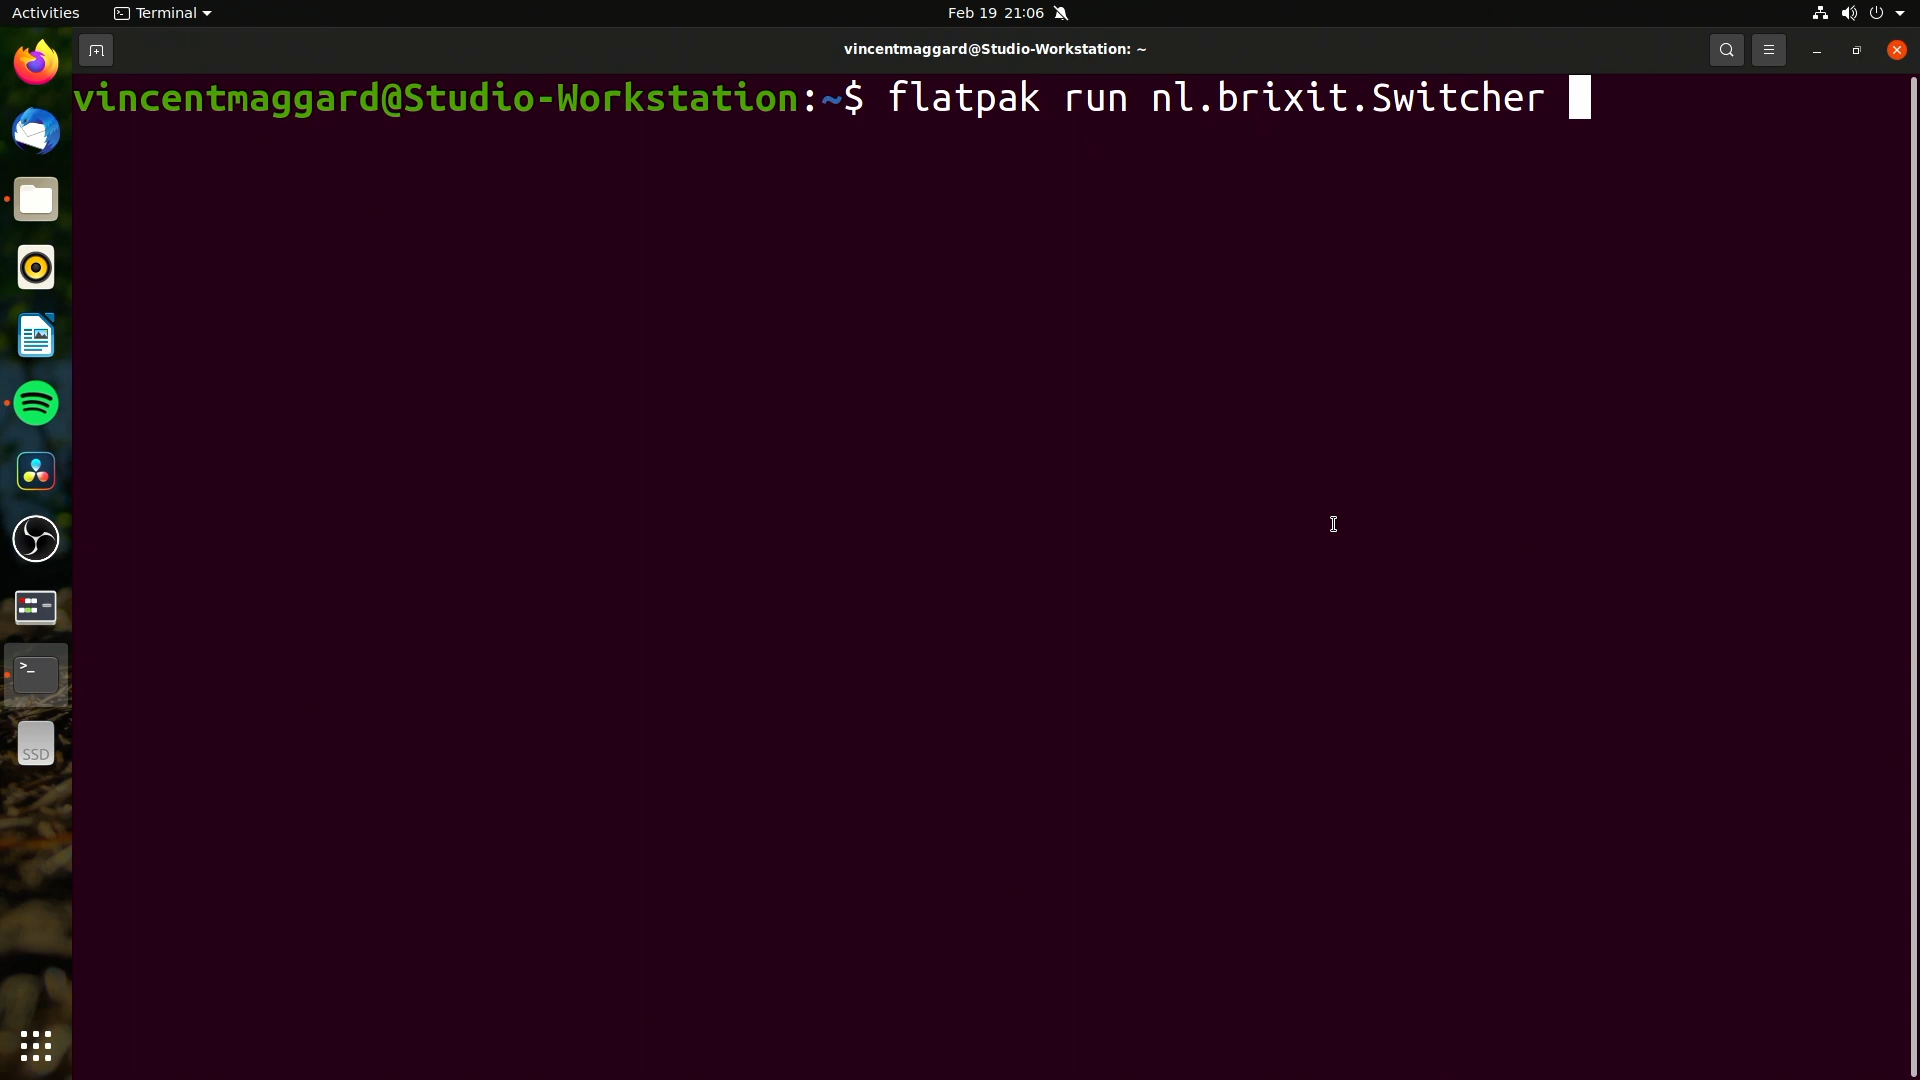 Activities
Terminal
Feb 19 21:06
vincentmaggard@Studio-Workstation: ~
vincentmaggard@Studio-Workstation:~$ flatpak run nl.brixit.Switcher
>_
SSD